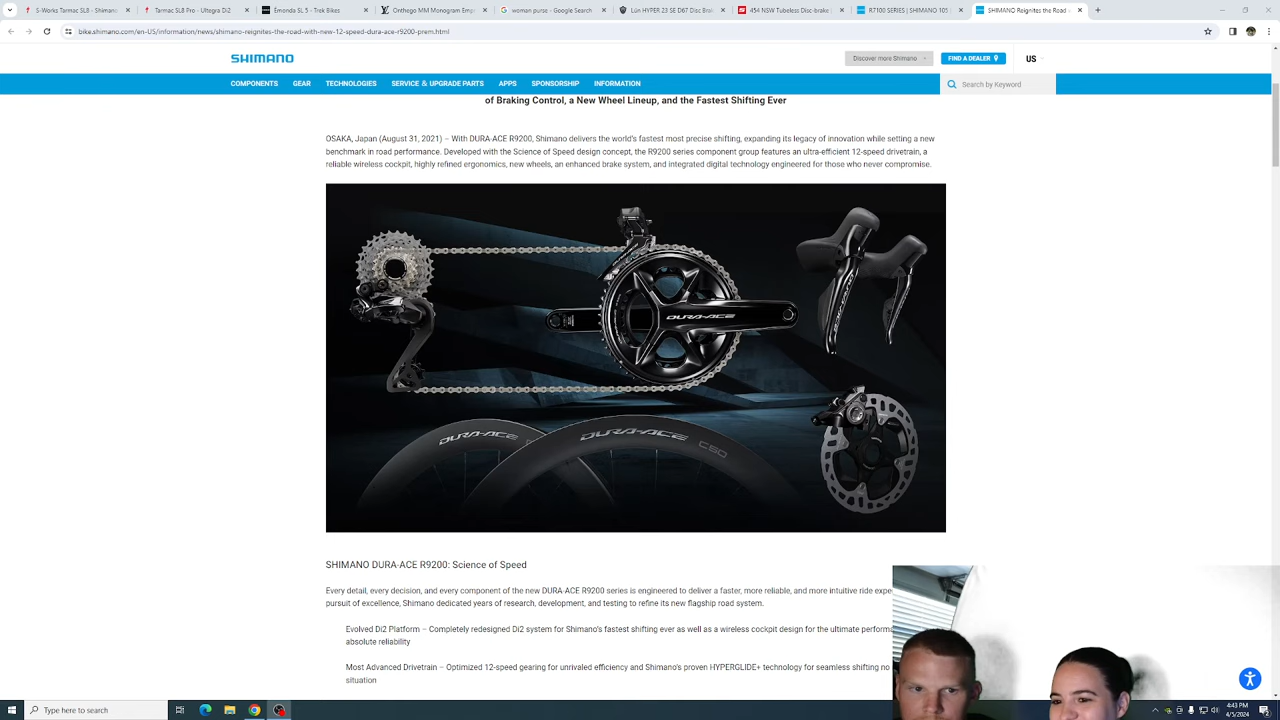 S-Works Tarmac SL8 - Shimano
Tarmac SL8 Pro - Ultegra Di2
Émonda SL 5 - Trek Bikes
Onthego MM Monogram Empr
woman purse - Google Search
Lún HYPER 23 SE D67 Disc Bra
454 NSW Tubeless Disc-brake
R7100 SERIES | SHIMANO 105
SHIMANO Reignites the Road
bike.shimano.com/en-US/information/news/shimano-reignites-the-road-with-new-12-speed-dura-ace-r9200-prem.html
SHIMANO
Discover more Shimano
FIND A DEALER
US
COMPONENTS
GEAR
TECHNOLOGIES
SERVICE & UPGRADE PARTS
APPS
SPONSORSHIP
INFORMATION
Search by Keyword
of Braking Control, a New Wheel Lineup, and the Fastest Shifting Ever
OSAKA, Japan (August 31, 2021) – With DURA-ACE R9200, Shimano delivers the world's fastest most precise shifting, expanding its legacy of innovation while setting a new
benchmark in road performance. Developed with the Science of Speed design concept, the R9200 series component group features an ultra-efficient 12-speed drivetrain, a
reliable wireless cockpit, highly refined ergonomics, new wheels, an enhanced brake system, and integrated digital technology engineered for those who never compromise.
DURA-ACE
DURA-ACE
DURA-ACE C50
SHIMANO DURA-ACE R9200: Science of Speed
Every detail, every decision, and every component of the new DURA-ACE R9200 series is engineered to deliver a faster, more reliable, and more intuitive ride expe
pursuit of excellence, Shimano dedicated years of research, development, and testing to refine its new flagship road system.
Evolved Di2 Platform – Completely redesigned Di2 system for Shimano's fastest shifting ever as well as a wireless cockpit design for the ultimate performa
absolute reliability
Most Advanced Drivetrain – Optimized 12-speed gearing for unrivaled efficiency and Shimano's proven HYPERGLIDE+ technology for seamless shifting no
situation
Type here to search
4:43 PM
4/5/2024